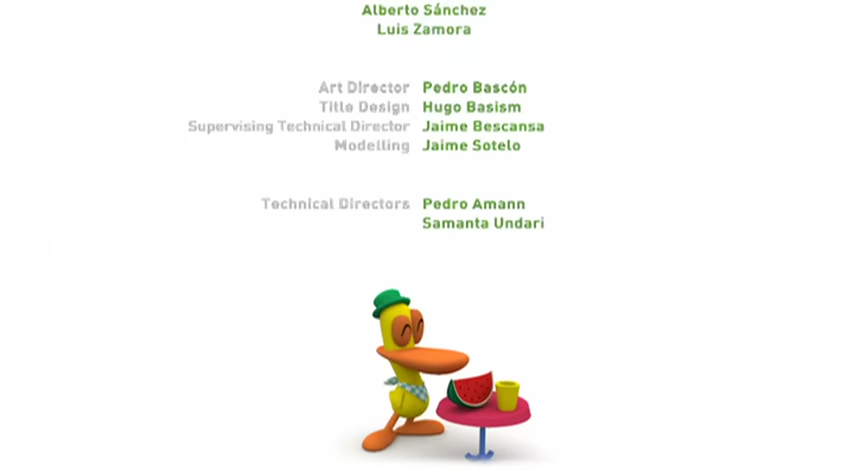 Alberto Sánchez
Luis Zamora
Art Director Pedro Bascón
Title Design Hugo Basism
Supervising Technical Director Jaime Bescansa
Modelling Jaime Sotelo
Technical Directors Pedro Amann
Samanta Undari